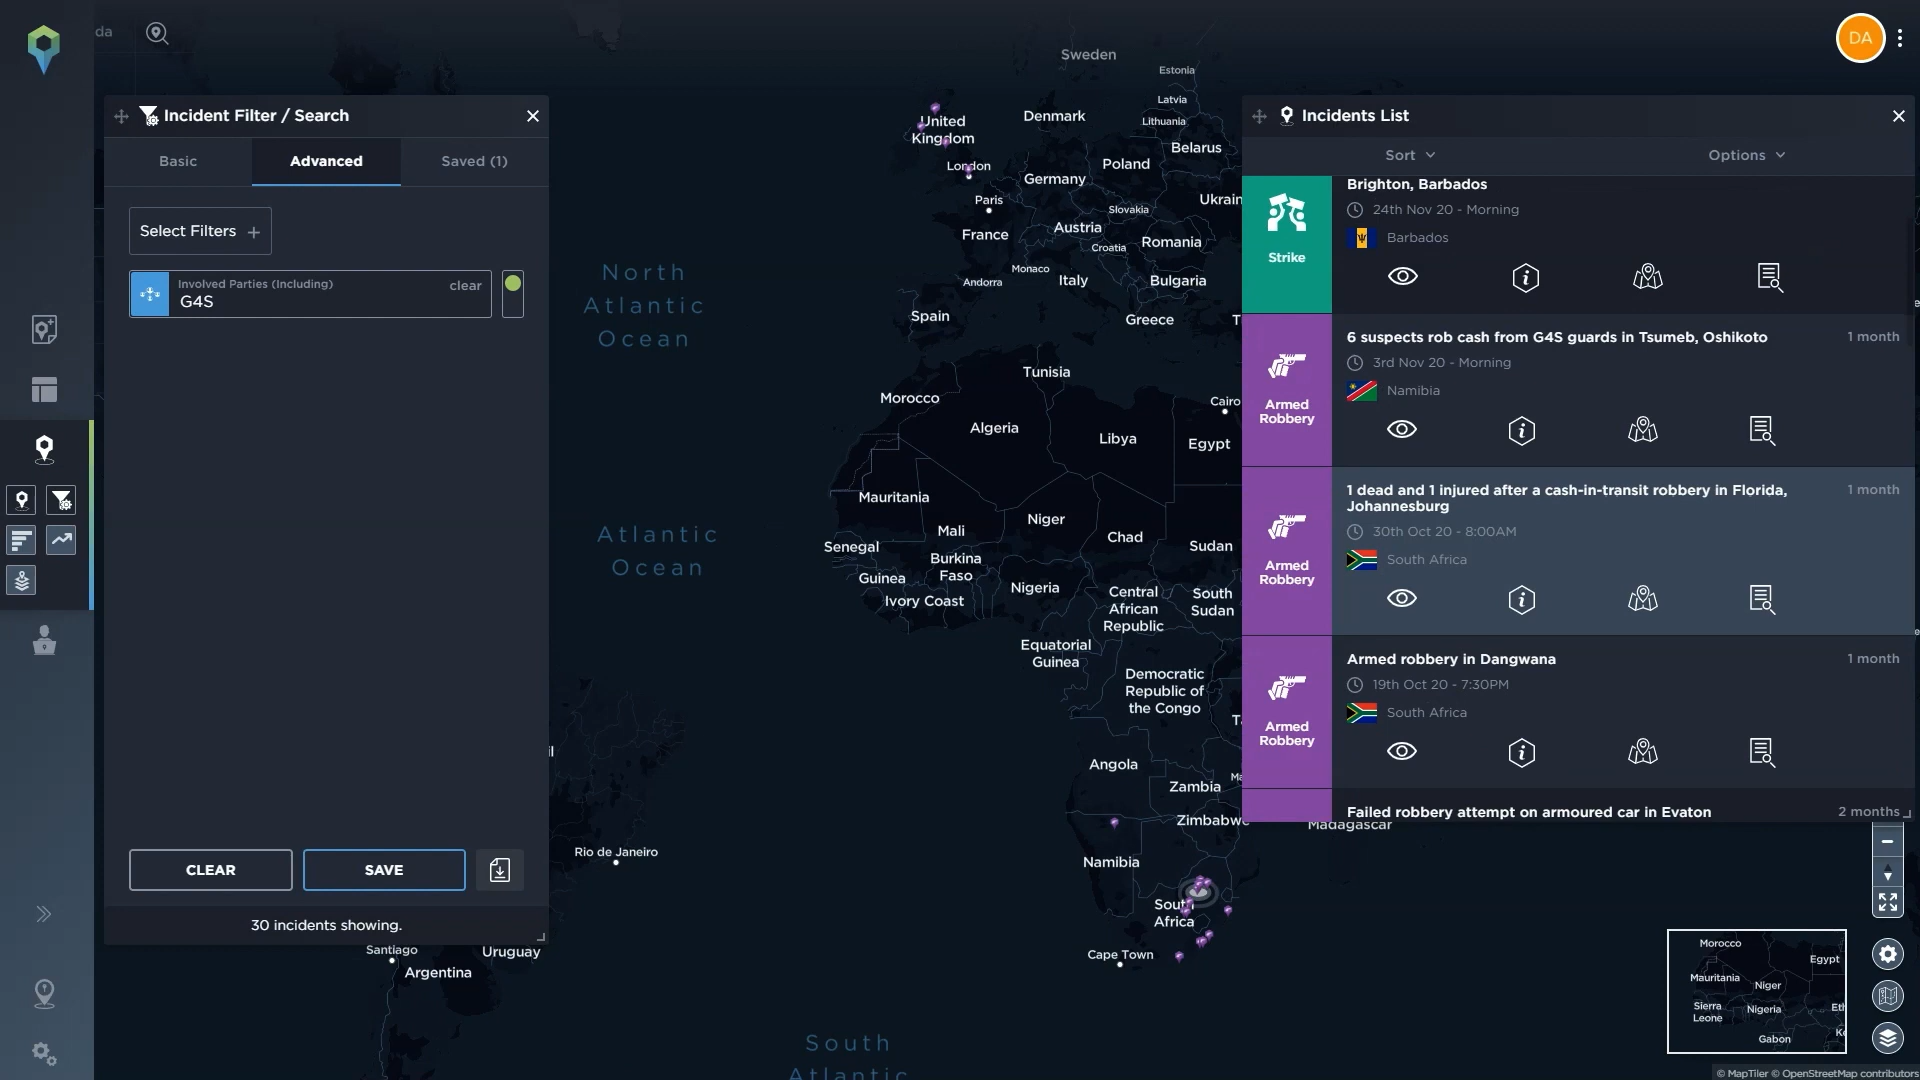 da
DA
Incident Filter / Search
Basic
Advanced
Saved (1)
Select Filters +
Involved Parties (Including)
clear
G4S
CLEAR
SAVE
30 incidents showing.
Incidents List
Sort
Options
Strike
Brighton, Barbados
24th Nov 20 - Morning
Barbados
Armed
Robbery
6 suspects rob cash from G4S guards in Tsumeb, Oshikoto
1 month
3rd Nov 20 - Morning
Namibia
Armed
Robbery
1 dead and 1 injured after a cash-in-transit robbery in Florida,
Johannesburg
1 month
30th Oct 20 - 8:00AM
South Africa
Armed
Robbery
Armed robbery in Dangwana
1 month
19th Oct 20 - 7:30PM
South Africa
Failed robbery attempt on armoured car in Evaton
2 months
Sweden
Estonia
Latvia
Lithuania
United
Kingdom
Denmark
Belarus
London
Poland
Germany
Paris
Ukrain
Slovakia
France
Austria
Croatia
Romania
Monaco
Andorra
Italy
Bulgaria
Spain
Greece
T
North
Atlantic
Ocean
Tunisia
Morocco
Cairo
Algeria
Libya
Egypt
Mauritania
Mali
Niger
Chad
Sudan
Atlantic
Ocean
Senegal
Burkina
Faso
Guinea
Ivory Coast
Nigeria
Central
African
Republic
South
Sudan
Equatorial
Guinea
Democratic
Republic of
the Congo
T
il
Angola
Zambia
Ma
Zimbabwe
Madagascar
Rio de Janeiro
Namibia
South
Africa
Cape Town
Santiago
Uruguay
Argentina
South
Atlantic
Morocco
Egypt
Mauritania
Niger
Sierra
Leone
Nigeria
Eth
Ke
Gabon
© MapTiler © OpenStreetMap contributors